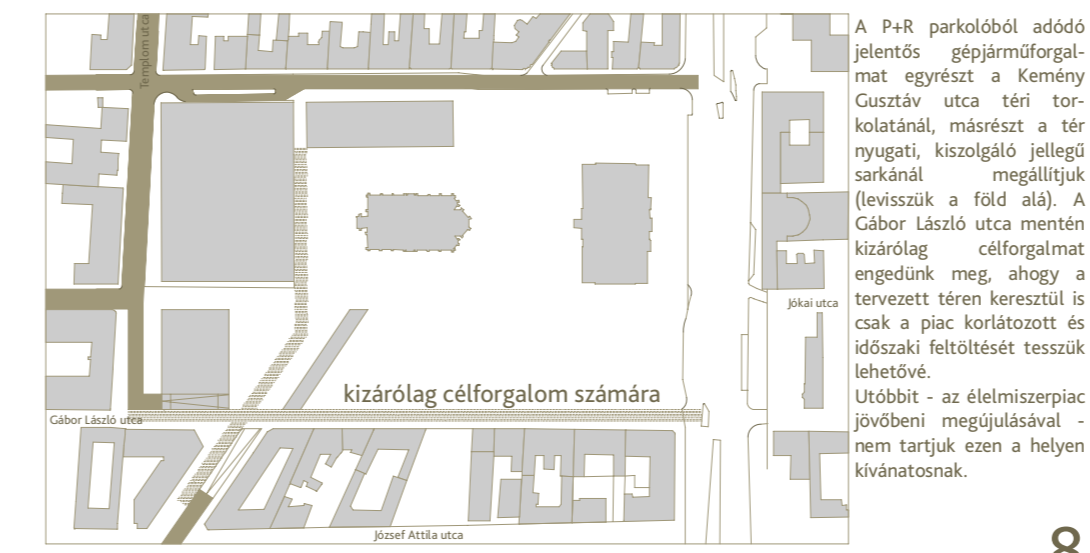 Templom utca
Jókai utca
kizárólag célforgalom számára
Gábor László utca
József Attila utca
A P+R parkolóból adódó
jelentős gépjárműforgal-
mat egyrészt a Kemény
Gusztáv utca téri tor-
kolatánál, másrészt a tér
nyugati, kiszolgáló jellegű
sarkánál megállítjuk
(levisszük a föld alá). A
Gábor László utca mentén
kizárólag célforgalmat
engedünk meg, ahogy a
tervezett téren keresztül is
csak a piac korlátozott és
időszaki feltöltését tesszük
lehetővé.
Utóbbit - az élelmiszerpiac
jövőbeni megújulásával -
nem tartjuk ezen a helyen
kívánatosnak.
8